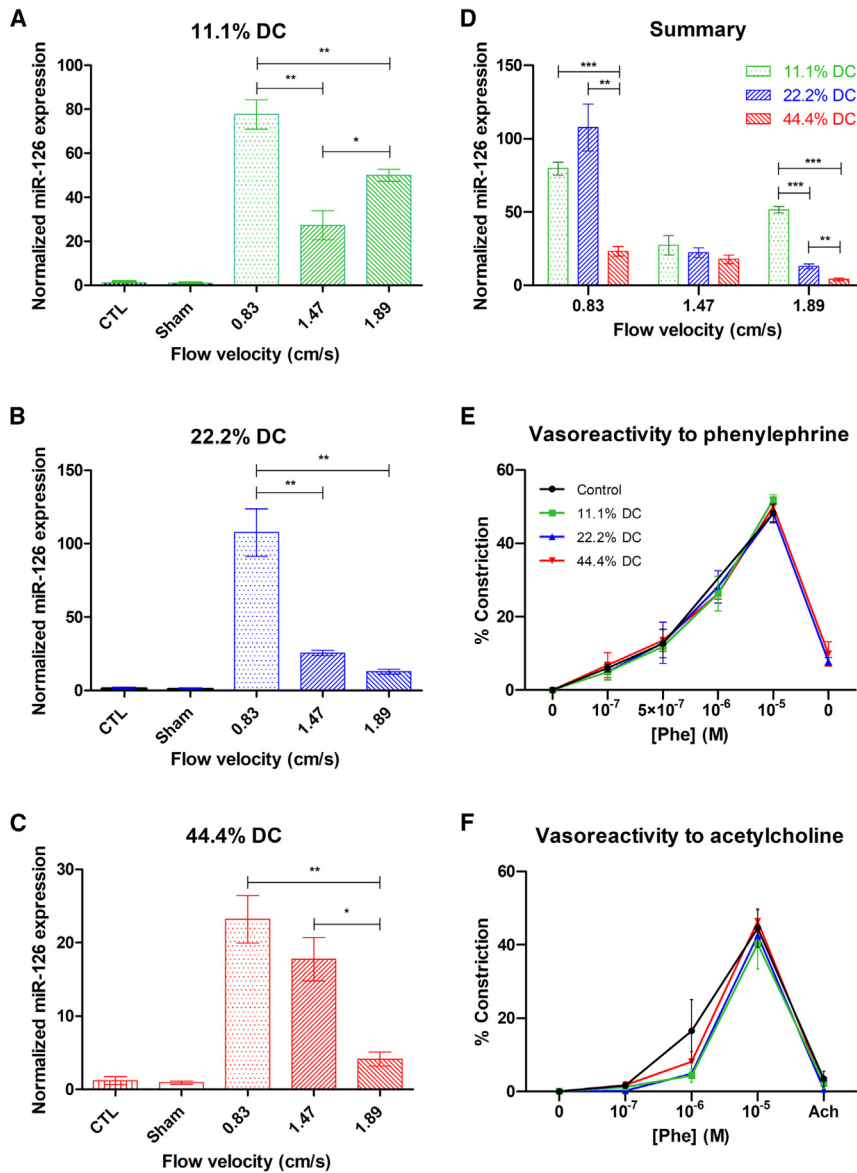 A
11.1% DC
Normalized miR-126 expression
100
80
60
40
20
0
**
**
*
CTL
Sham
0.83
1.47
1.89
Flow velocity (cm/s)
B
22.2% DC
Normalized miR-126 expression
150
100
50
0
**
**
CTL
Sham
0.83
1.47
1.89
Flow velocity (cm/s)
C
44.4% DC
Normalized miR-126 expression
30
20
10
0
**
*
CTL
Sham
0.83
1.47
1.89
Flow velocity (cm/s)
D
Summary
Normalized miR-126 expression
150
100
50
0
***
**
***
***
**
11.1% DC
22.2% DC
44.4% DC
0.83
1.47
1.89
Flow velocity (cm/s)
E
Vasoreactivity to phenylephrine
% Constriction
60
40
20
0
Control
11.1% DC
22.2% DC
44.4% DC
0
10⁻⁷
5×10⁻⁷
10⁻⁶
10⁻⁵
0
[Phe] (M)
F
Vasoreactivity to acetylcholine
% Constriction
60
40
20
0
0
10⁻⁷
10⁻⁶
10⁻⁵
Ach
[Phe] (M)